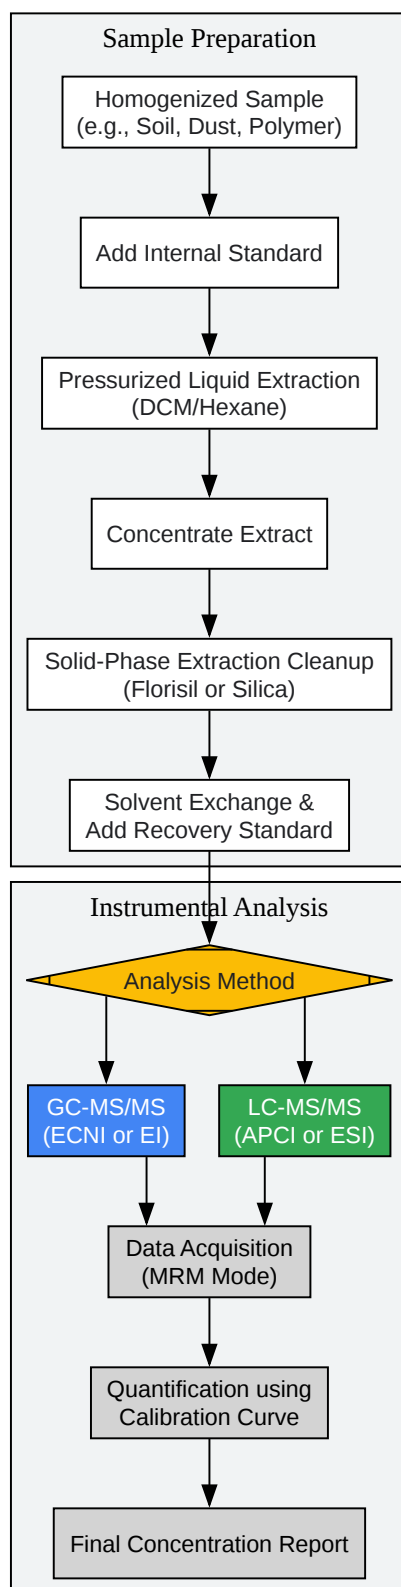 Sample Preparation
Homogenized Sample
(e.g., Soil, Dust, Polymer)
Add Internal Standard
Pressurized Liquid Extraction
(DCM/Hexane)
Concentrate Extract
Solid-Phase Extraction Cleanup
(Florisil or Silica)
Solvent Exchange &
Add Recovery Standard
Instrumental Analysis
Analysis Method
GC-MS/MS
(ECNI or EI)
LC-MS/MS
(APCI or ESI)
Data Acquisition
(MRM Mode)
Quantification using
Calibration Curve
Final Concentration Report